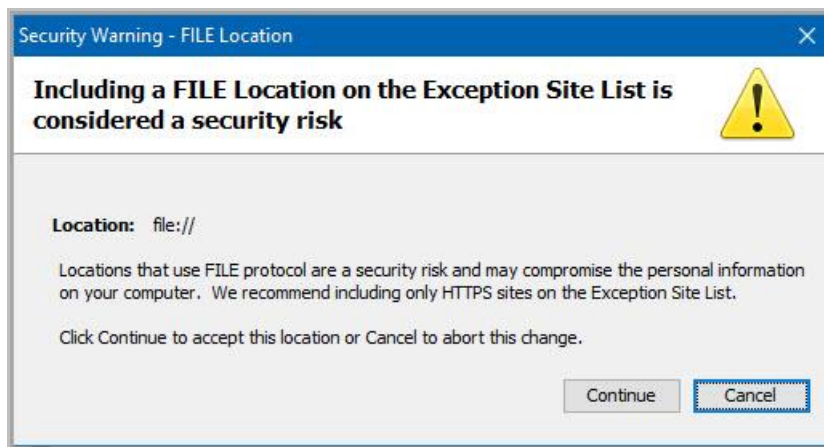 Security Warning - FILE Location
Including a FILE Location on the Exception Site List is
considered a security risk
Location: file://
Locations that use FILE protocol are a security risk and may compromise the personal information
on your computer. We recommend including only HTTPS sites on the Exception Site List.
Click Continue to accept this location or Cancel to abort this change.
Continue Cancel